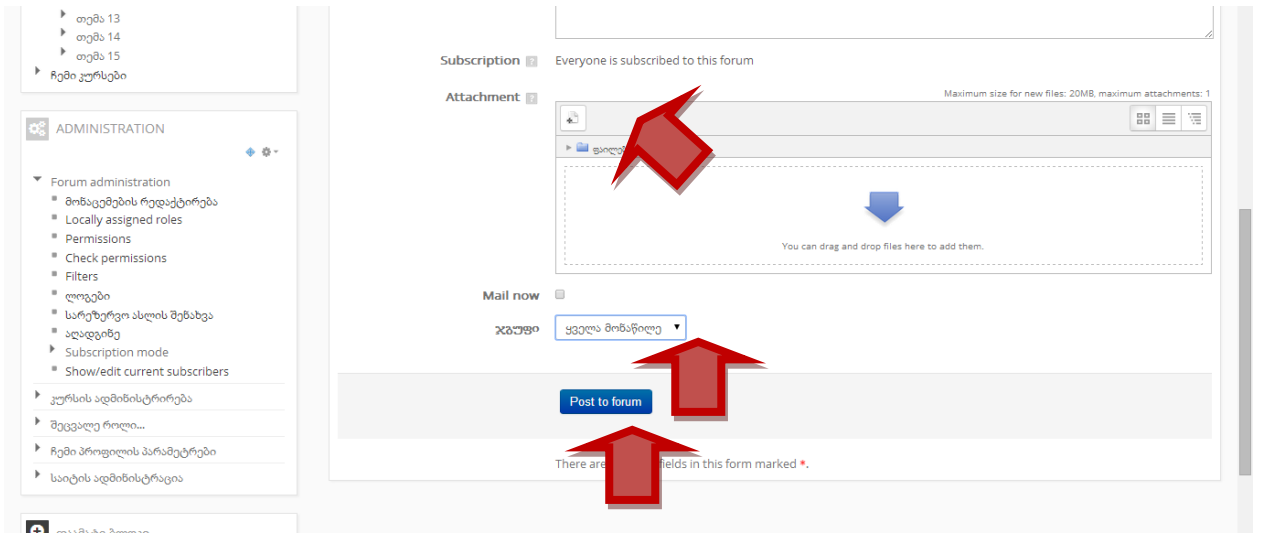 თემა 13
თემა 14
თემა 15
ჩემი კურსები
ADMINISTRATION
Forum administration
მონაცემების რედაქტირება
Locally assigned roles
Permissions
Check permissions
Filters
ლოგები
სარეზერვო ასლის შენახვა
აღადგინე
Subscription mode
Show/edit current subscribers
კურსის ადმინისტრირება
შეცვალე როლი...
ჩემი პროფილის პარამეტრები
საიტის ადმინისტრაცია
Subscription
Everyone is subscribed to this forum
Attachment
Maximum size for new files: 20MB, maximum attachments: 1
You can drag and drop files here to add them.
Mail now
ჯგუფი
ყველა მონაწილე
Post to forum
There are fields in this form marked *.